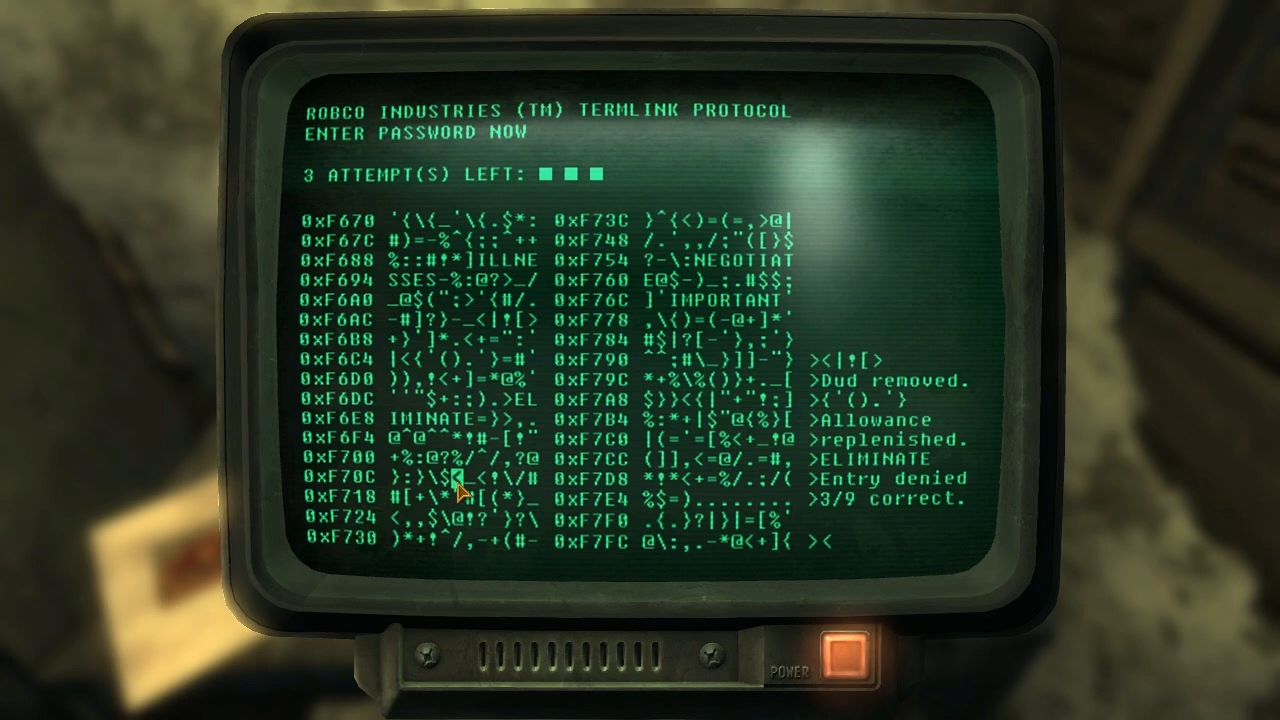 ROBCO INDUSTRIES (TM) TERMLINK PROTOCOL
ENTER PASSWORD NOW
3 ATTEMPT(S) LEFT: ■ ■ ■
0xF670 '{\{_'\{.$*: 0xF73C }^{<)=(=,>@|
0xF67C #)=-%^{;;^++ 0xF748 /.',,/:"([}$
0xF688 %::#!*]ILLNE 0xF754 ?-\:NEGOTIAT
0xF694 SSES-%:@?>_/ 0xF760 E@$-)_;.#$$;
0xF6A0 _@$(";>'{#/. 0xF76C ]'IMPORTANT'
0xF6AC -#]?}-_<|![> 0xF778 ,\{)=(-@+]*'
0xF6B8 +}']*.<+=":' 0xF784 #$|?[-'},;'}
0xF6C4 |<{'().'}=#' 0xF790 ^^;#\_}]]-"} ><|![>
0xF6D0 }),!<+]=*@%' 0xF79C *+%\%()}+._[ >Dud removed.
0xF6DC ''"$+:;).>EL 0xF7A8 $}}<{|"+"!;] >{'().'}
0xF6E8 IMINATE=}>,. 0xF7B4 %:*+|$"@{%}[ >Allowance
0xF6F4 @^@^^*!#-[!" 0xF7C0 |(='=[%<+_!@ >replenished.
0xF700 +%:@?%/^/,?@ 0xF7CC (]],<=@/.=#, >ELIMINATE
0xF70C }:}\$<_<!\/# 0xF7D8 *!*<+=%/.;/( >Entry denied
0xF718 #[+\*'#[(*}_ 0xF7E4 %$=)........ >3/9 correct.
0xF724 <,,$\@!?'}?\ 0xF7F0 .{.}?|}|=[%'
0xF730 )*+!^/,-+(#- 0xF7FC @\:,.-*@<+]{ ><
POWER